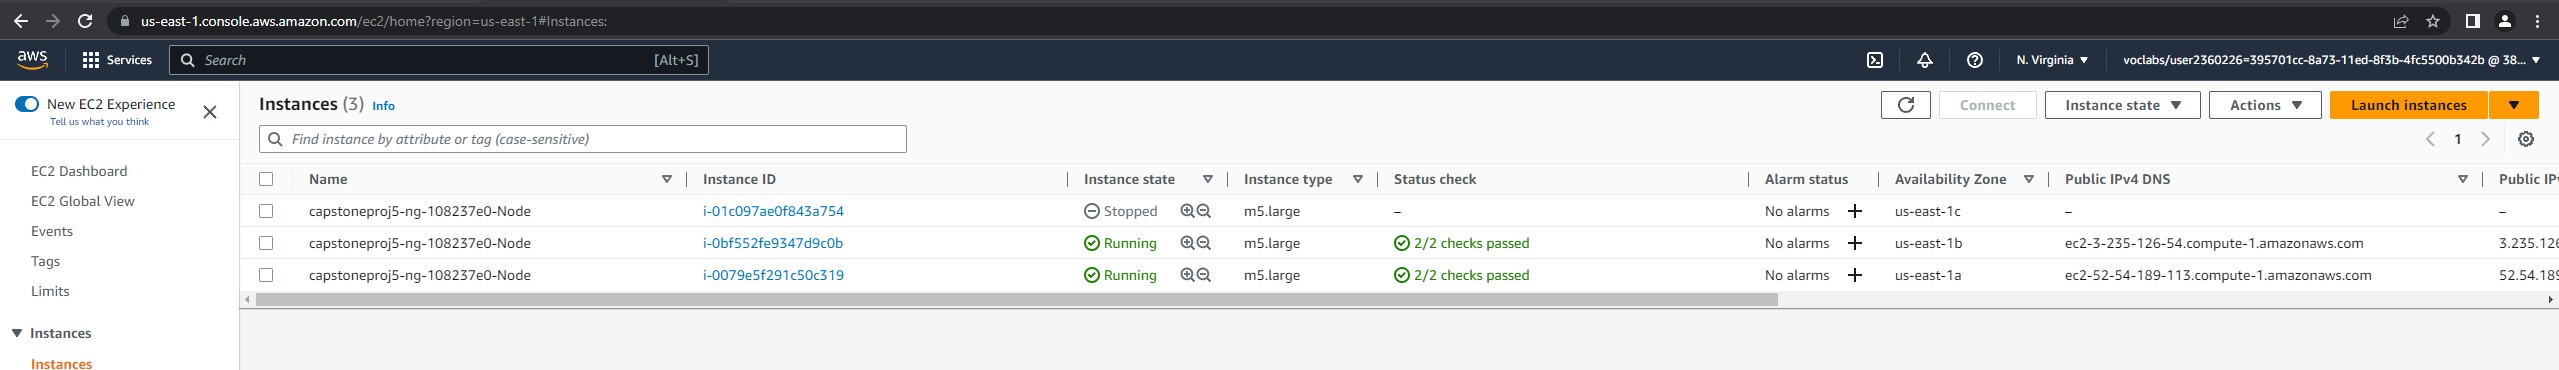 us-east-1.console.aws.amazon.com/ec2/home?region=us-east-1#Instances:
aws Services Search [Alt+S] N. Virginia voclabs/user2360226=395701cc-8a73-11ed-8f3b-4fc5500b342b @ 38...
New EC2 Experience
Tell us what you think
EC2 Dashboard
EC2 Global View
Events
Tags
Limits
Instances
Instances
Instances (3) Info Connect Instance state Actions Launch instances
Find instance by attribute or tag (case-sensitive) 1
Name Instance ID Instance state Instance type Status check Alarm status Availability Zone Public IPv4 DNS Public IPv
capstoneproj5-ng-108237e0-Node i-01c097ae0f843a754 Stopped m5.large – No alarms + us-east-1c – –
capstoneproj5-ng-108237e0-Node i-0bf552fe9347d9c0b Running m5.large 2/2 checks passed No alarms + us-east-1b ec2-3-235-126-54.compute-1.amazonaws.com 3.235.126
capstoneproj5-ng-108237e0-Node i-0079e5f291c50c319 Running m5.large 2/2 checks passed No alarms + us-east-1a ec2-52-54-189-113.compute-1.amazonaws.com 52.54.189